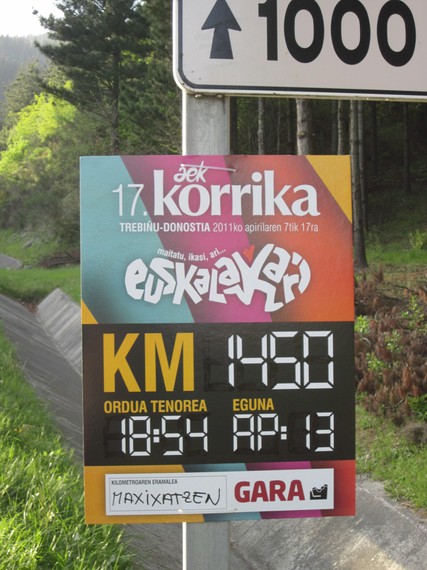 1000
aek
17. korrika
TREBIÑU-DONOSTIA 2011ko apirilaren 7tik 17ra
maitatu, ikasi, ari...
euskalakari
KM 1450
ORDUA TENOREA EGUNA
18:54 AP:13
KILOMETROAREN ERAMALEA
MAXIXATZEN GARA